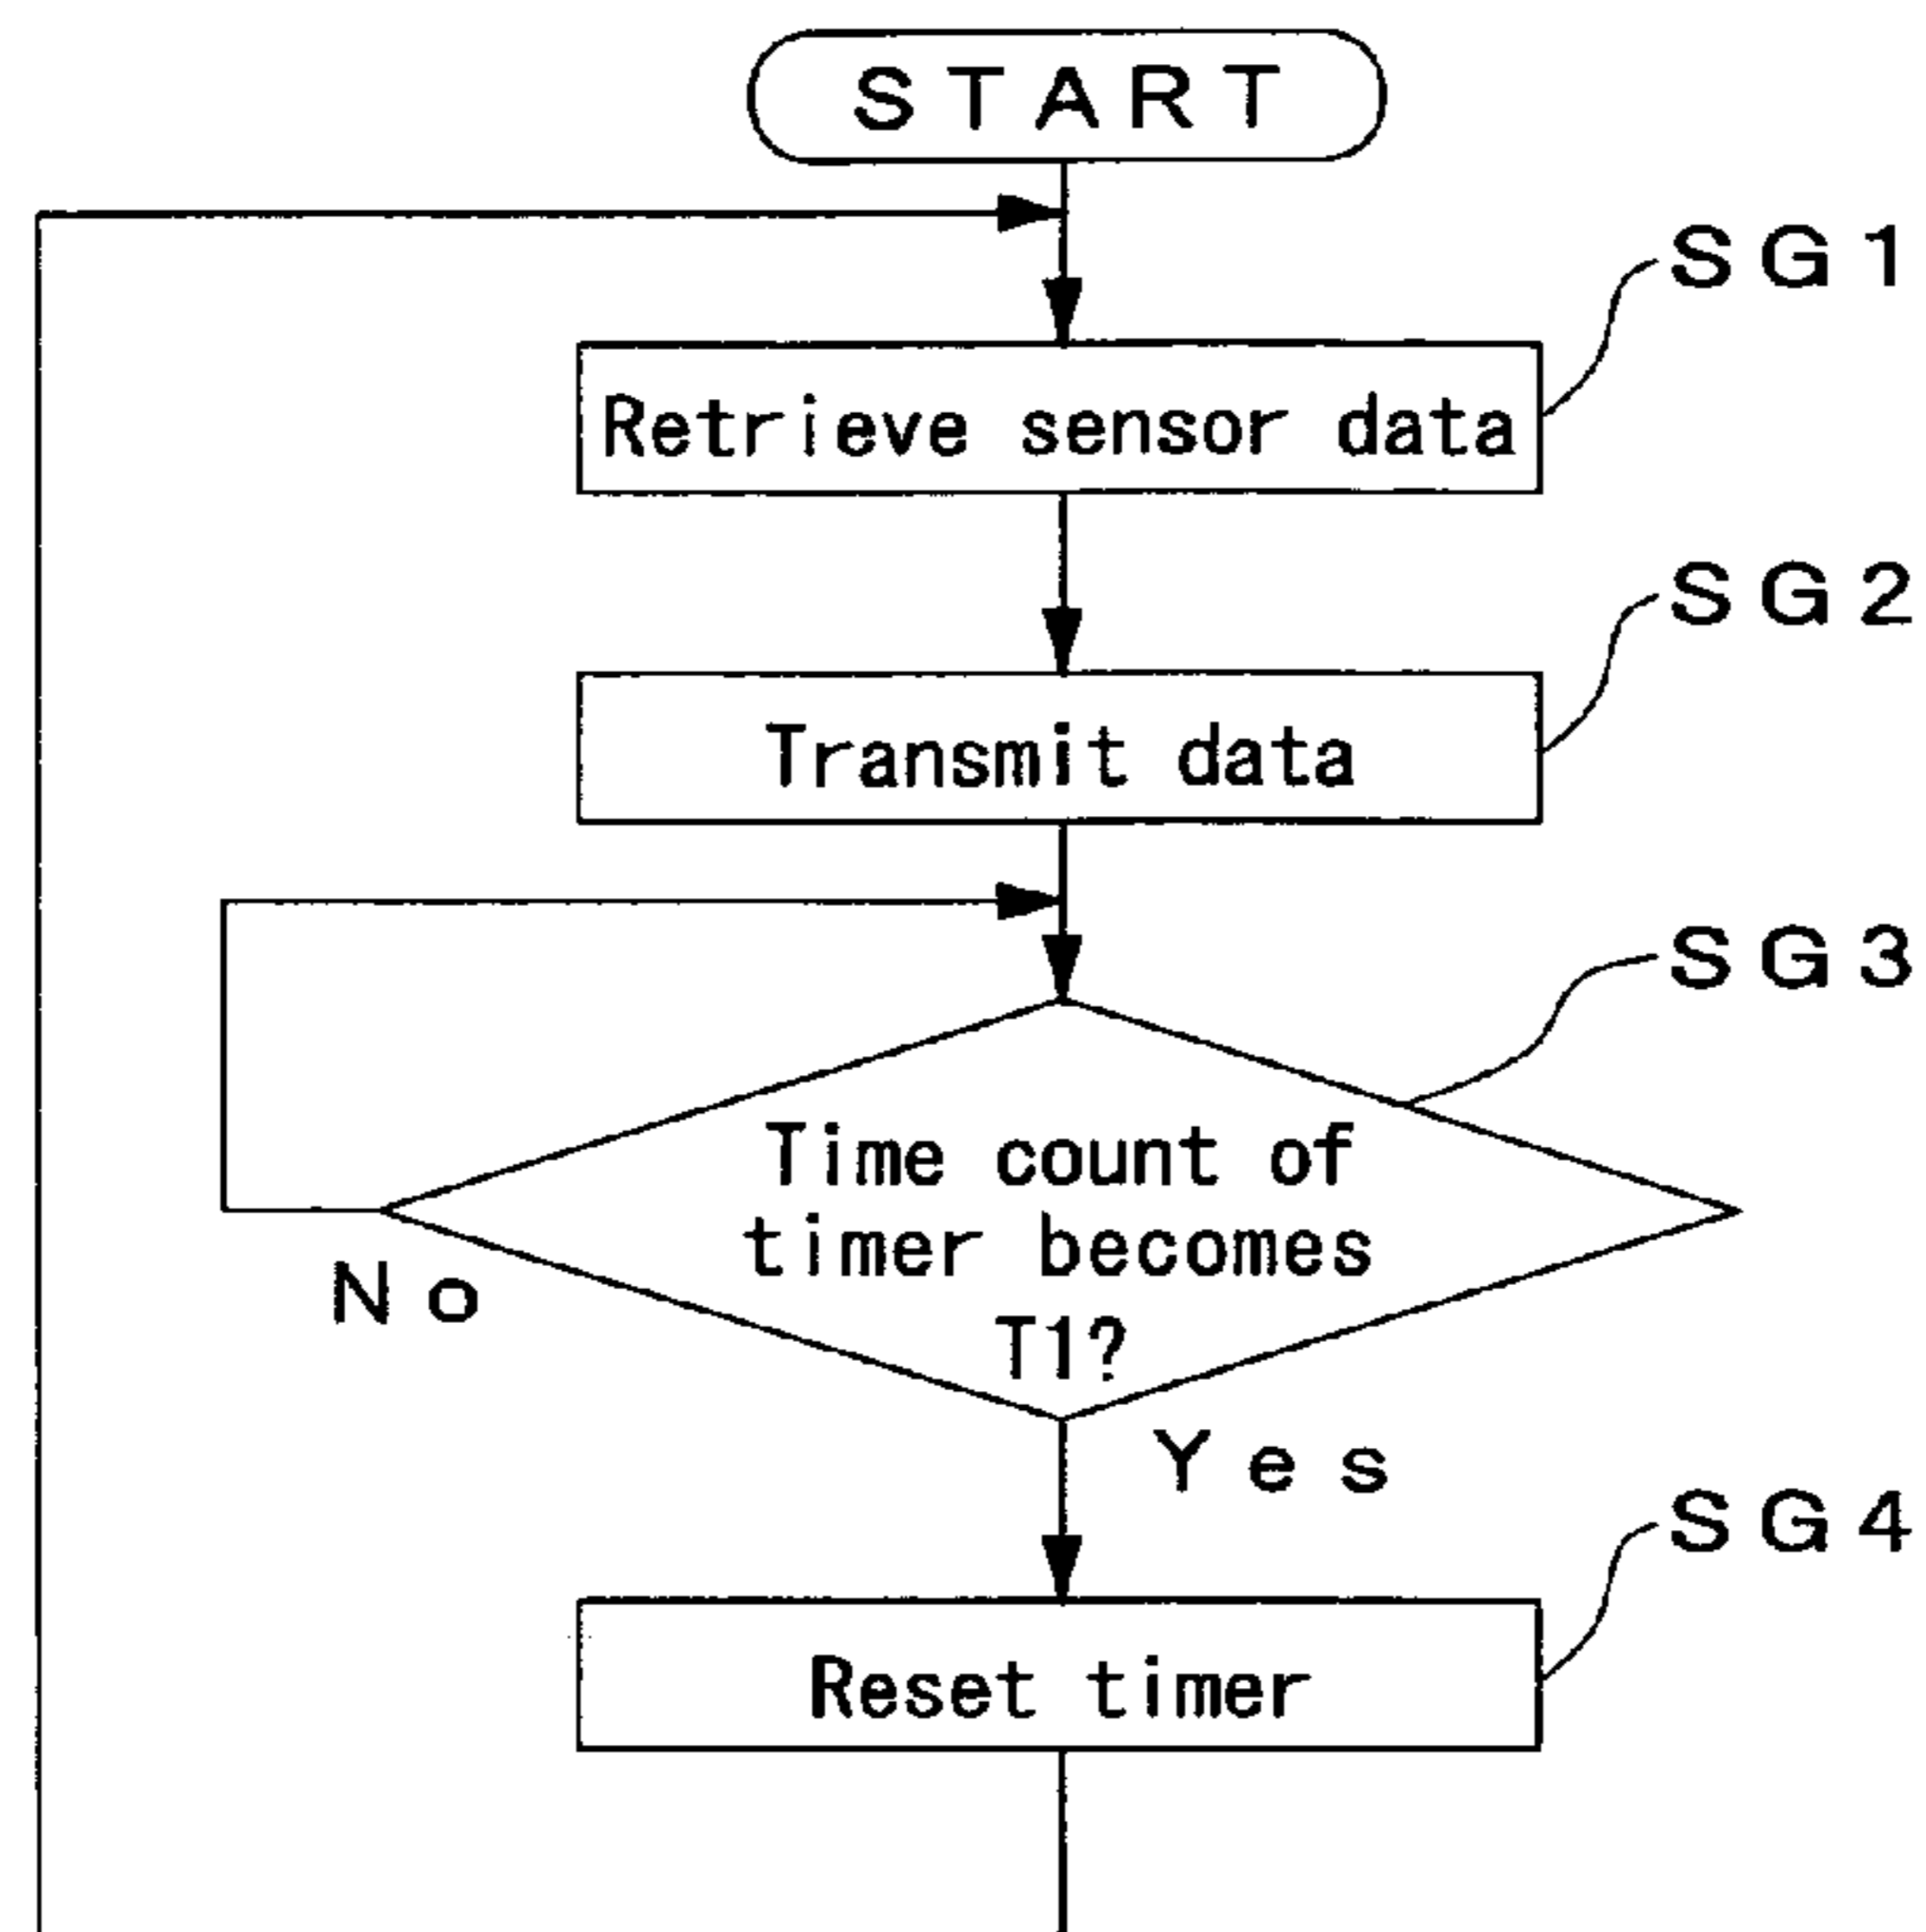 START
SG1
Retrieve sensor data
SG2
Transmit data
SG3
Time count of
timer becomes
T1?
No
Yes
SG4
Reset timer